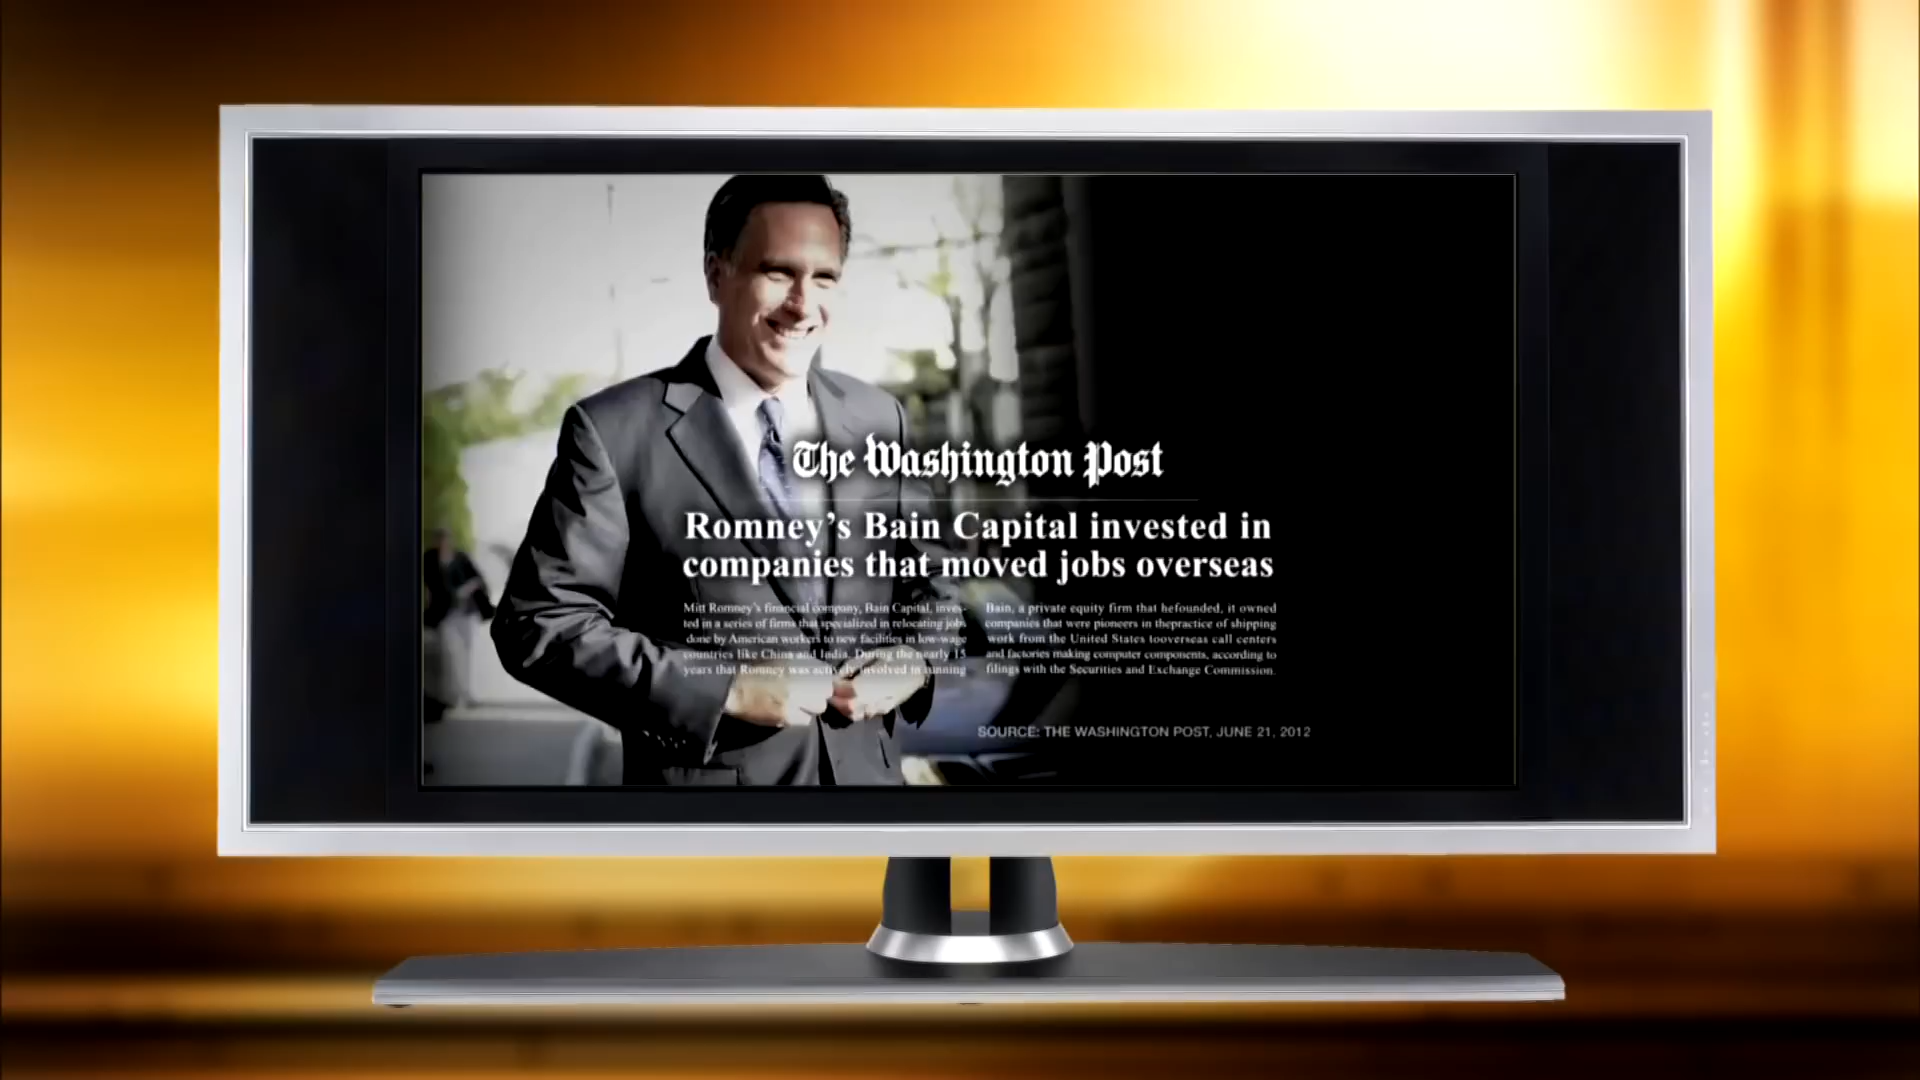 The Washington Post
Romney's Bain Capital invested in
companies that moved jobs overseas
Mitt Romney's financial company, Bain Capital, inves-
ted in a series of firms that specialized in relocating jobs
done by American workers to new facilities in low-wage
countries like China and India. During the nearly 15
years that Romney was actively involved in running
Bain, a private equity firm that hefounded, it owned
companies that were pioneers in thepractice of shipping
work from the United States tooverseas call centers
and factories making computer components, according to
filings with the Securities and Exchange Commission.
SOURCE: THE WASHINGTON POST, JUNE 21, 2012